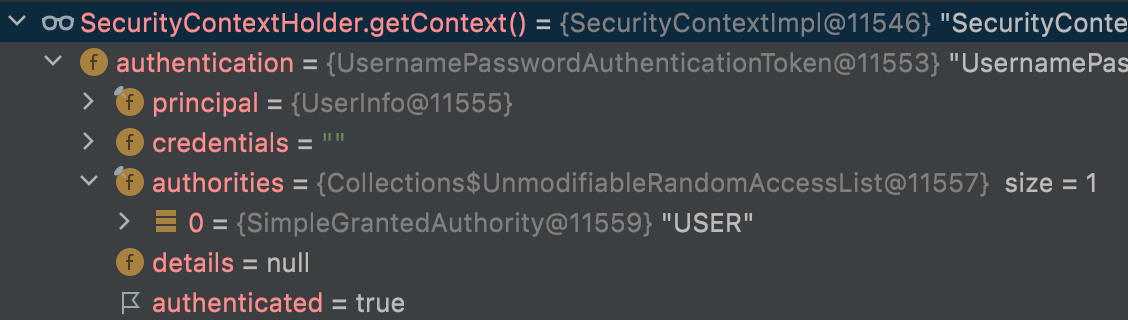 SecurityContextHolder.getContext() = {SecurityContextImpl@11546} "SecurityConte
f authentication = {UsernamePasswordAuthenticationToken@11553} "UsernamePas
f principal = {UserInfo@11555}
f credentials = ""
f authorities = {Collections$UnmodifiableRandomAccessList@11557} size = 1
0 = {SimpleGrantedAuthority@11559} "USER"
f details = null
authenticated = true